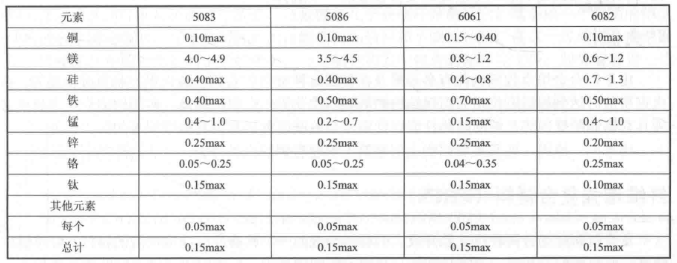 元素 5083 5086 6061 6082
铜 0.10max 0.10max 0.15～0.40 0.10max
镁 4.0～4.9 3.5～4.5 0.8～1.2 0.6～1.2
硅 0.40max 0.40max 0.4～0.8 0.7～1.3
铁 0.40max 0.50max 0.70max 0.50max
锰 0.4～1.0 0.2～0.7 0.15max 0.4～1.0
锌 0.25max 0.25max 0.25max 0.20max
铬 0.05～0.25 0.05～0.25 0.04～0.35 0.25max
钛 0.15max 0.15max 0.15max 0.10max
其他元素
每个 0.05max 0.05max 0.05max 0.05max
总计 0.15max 0.15max 0.15max 0.15max